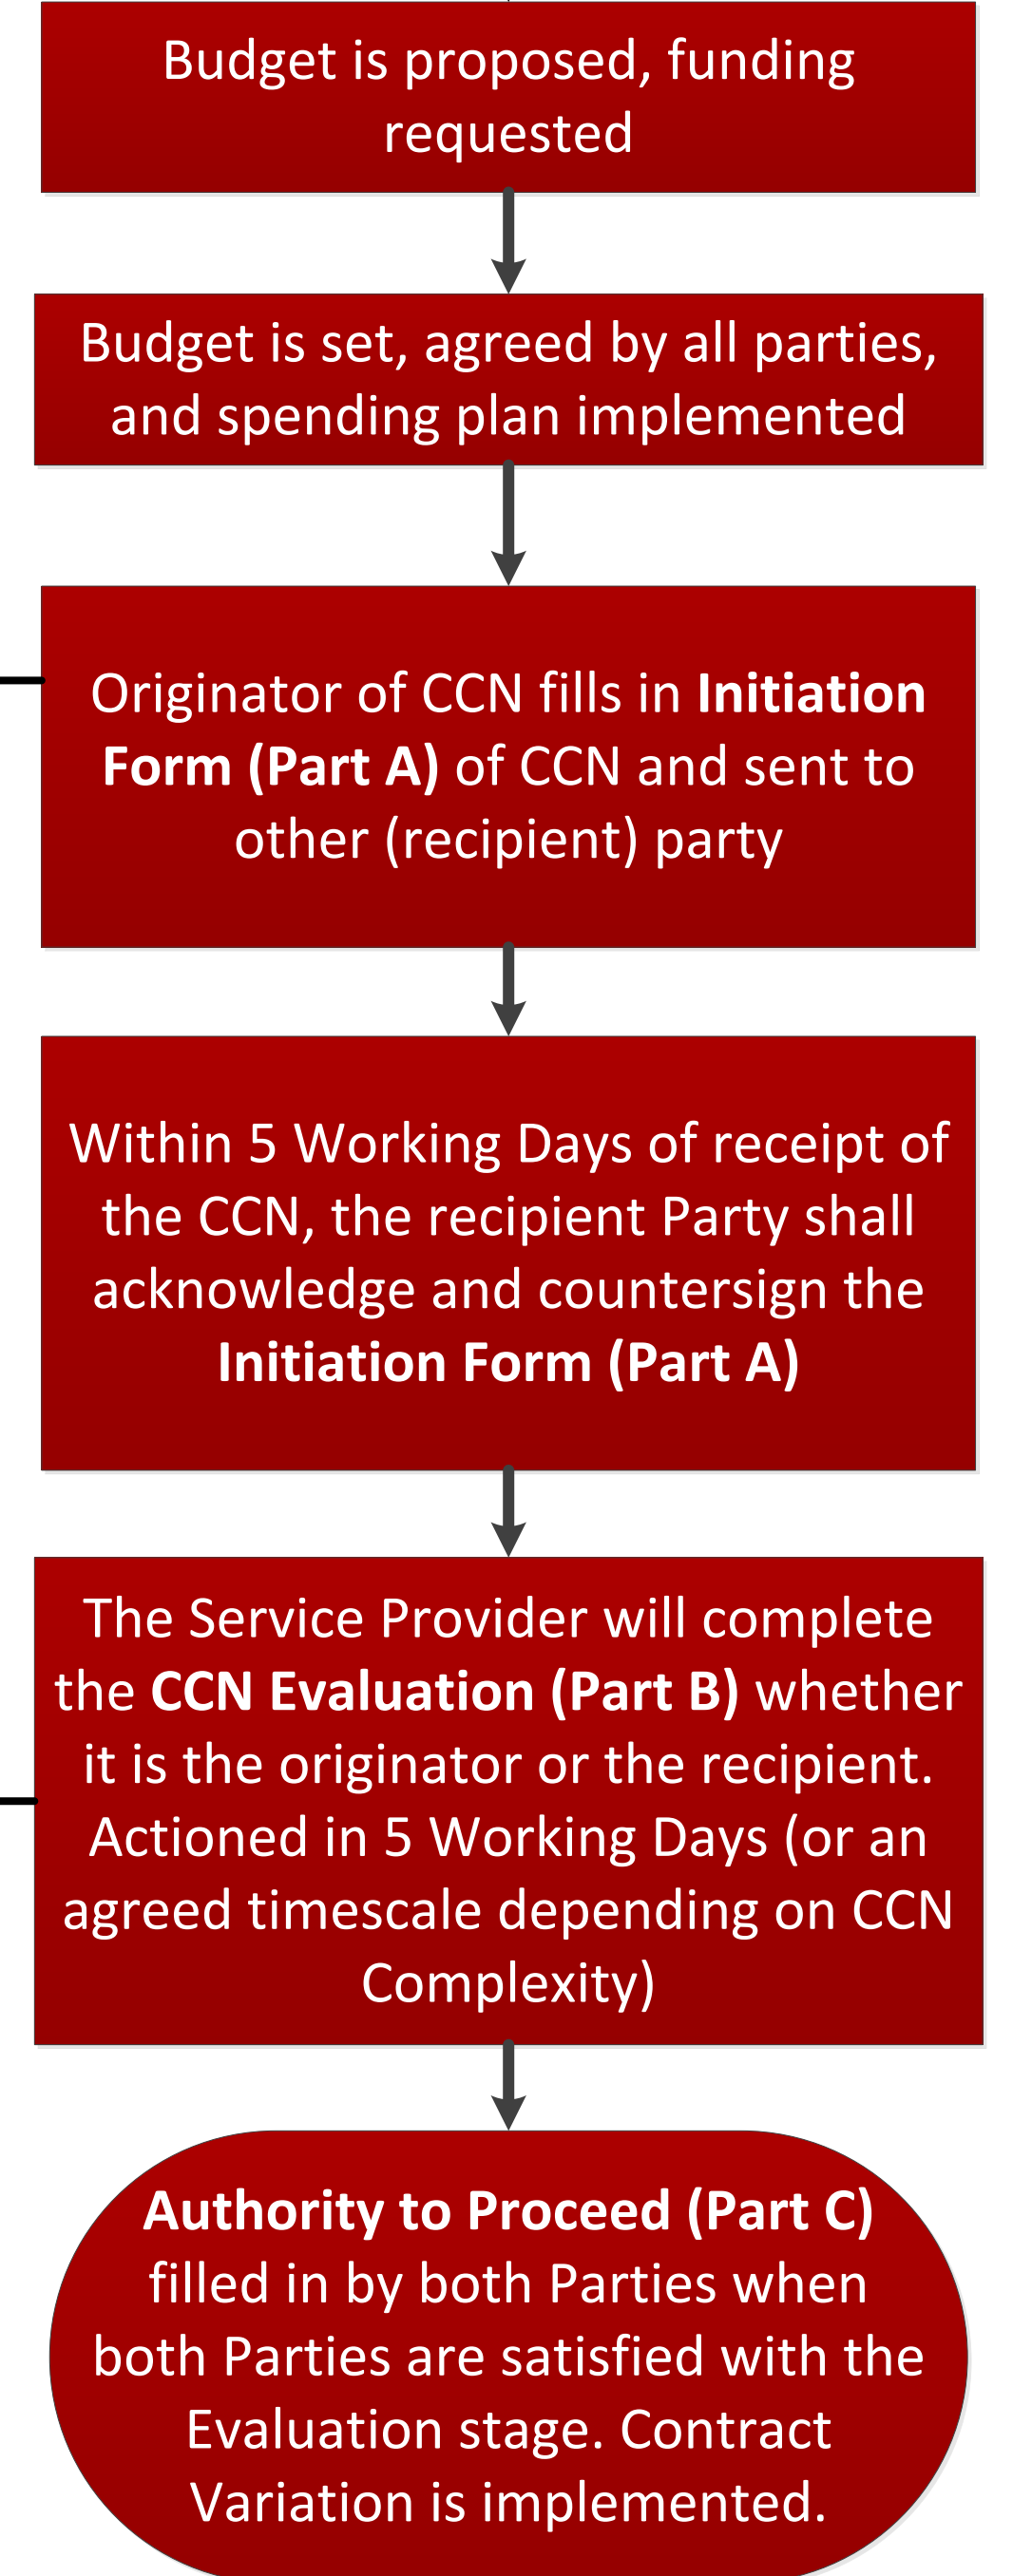 Budget is proposed, funding
requested
Budget is set, agreed by all parties,
and spending plan implemented
Originator of CCN fills in Initiation
Form (Part A) of CCN and sent to
other (recipient) party
Within 5 Working Days of receipt of
the CCN, the recipient Party shall
acknowledge and countersign the
Initiation Form (Part A)
The Service Provider will complete
the CCN Evaluation (Part B) whether
it is the originator or the recipient.
Actioned in 5 Working Days (or an
agreed timescale depending on CCN
Complexity)
Authority to Proceed (Part C)
filled in by both Parties when
both Parties are satisfied with the
Evaluation stage. Contract
Variation is implemented.